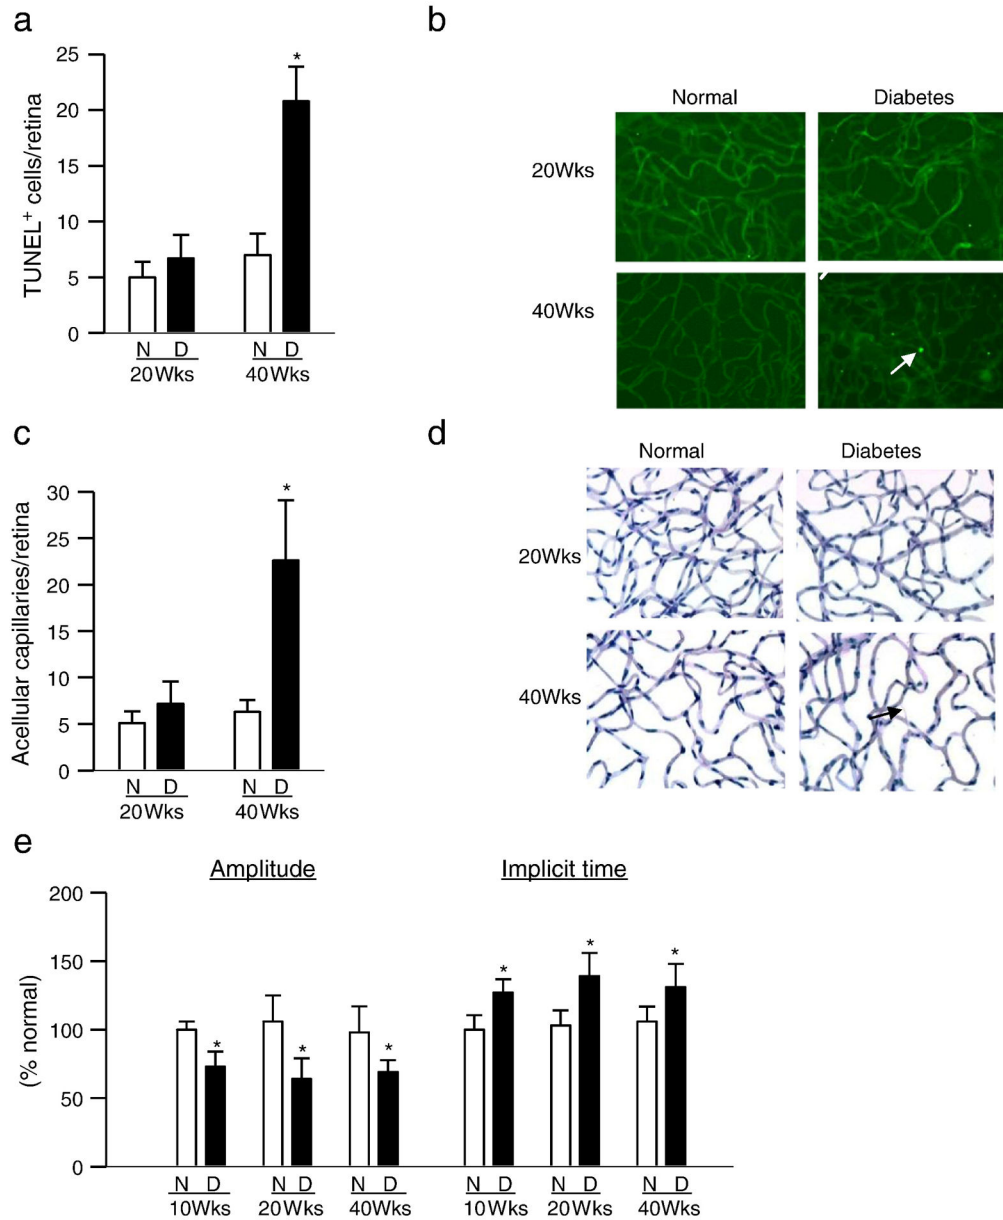 a
TUNEL+ cells/retina
25
20
15
10
5
0
*
N D N D
20Wks 40Wks
b
Normal Diabetes
20Wks
40Wks
c
Acellular capillaries/retina
30
25
20
15
10
5
0
*
N D N D
20Wks 40Wks
d
Normal Diabetes
20Wks
40Wks
e
Amplitude Implicit time
(% normal)
200
150
100
50
0
* * * * * *
N D N D N D N D N D N D
10Wks 20Wks 40Wks 10Wks 20Wks 40Wks